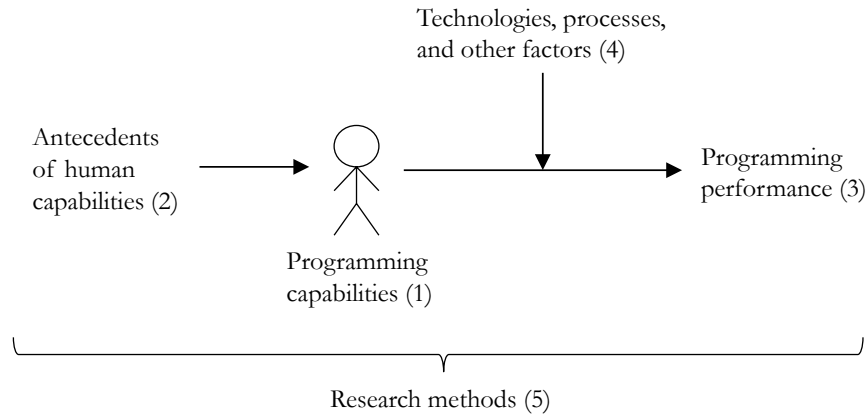 Technologies, processes,
and other factors (4)
Antecedents
of human
capabilities (2)
Programming
performance (3)
Programming
capabilities (1)
Research methods (5)